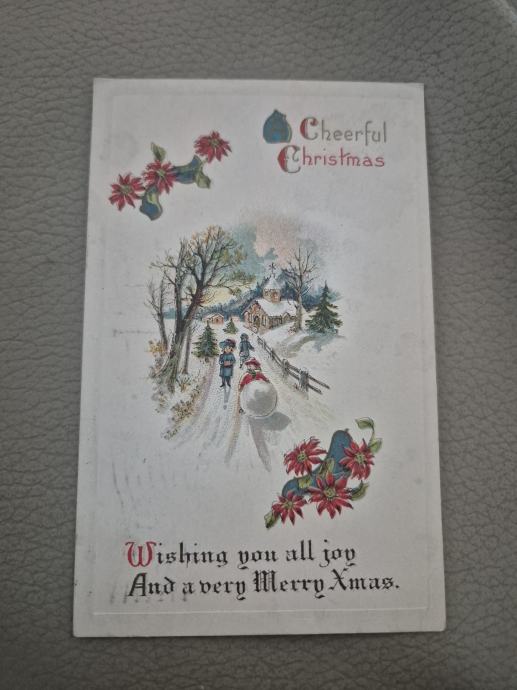 A Cheerful
Christmas
Wishing you all joy
And a very Merry Xmas.